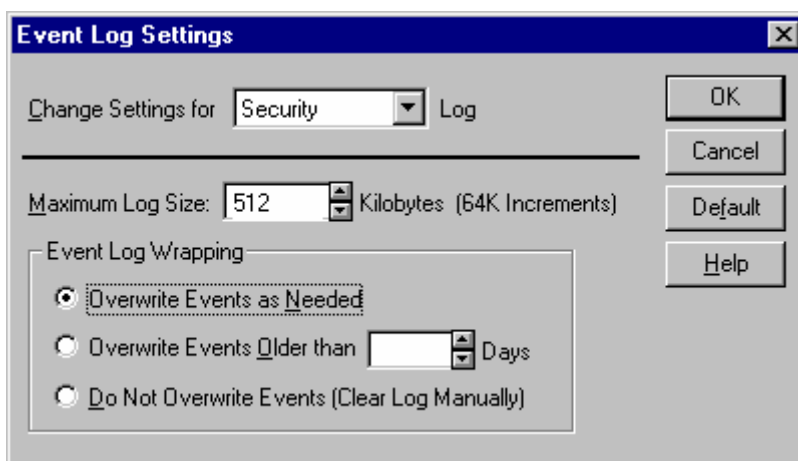 Event Log Settings
Change Settings for Security Log
OK
Cancel
Maximum Log Size: 512 Kilobytes (64K Increments)
Default
Help
Event Log Wrapping
Overwrite Events as Needed
Overwrite Events Older than Days
Do Not Overwrite Events (Clear Log Manually)